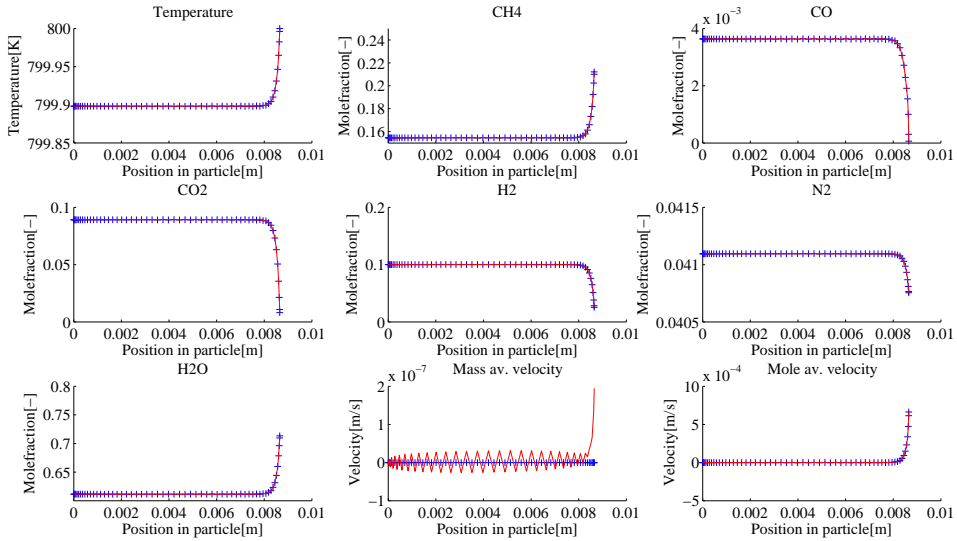 Temperature
CH4
CO
x 10⁻³
800
799.95
799.9
799.85
Temperature[K]
0 0.002 0.004 0.006 0.008 0.01
Position in particle[m]
0.24
0.22
0.2
0.18
0.16
Molefraction[−]
0 0.002 0.004 0.006 0.008 0.01
Position in particle[m]
4
2
0
Molefraction[−]
0 0.002 0.004 0.006 0.008 0.01
Position in particle[m]
CO2
H2
N2
0.1
0.05
0
Molefraction[−]
0 0.002 0.004 0.006 0.008 0.01
Position in particle[m]
0.2
0.1
0
Molefraction[−]
0 0.002 0.004 0.006 0.008 0.01
Position in particle[m]
0.0415
0.041
0.0405
Molefraction[−]
0 0.002 0.004 0.006 0.008 0.01
Position in particle[m]
H2O
Mass av. velocity
Mole av. velocity
0.8
0.75
0.7
0.65
Molefraction[−]
0 0.002 0.004 0.006 0.008 0.01
Position in particle[m]
x 10⁻⁷
2
1
0
−1
Velocity[m/s]
0 0.002 0.004 0.006 0.008 0.01
Position in particle[m]
x 10⁻⁴
10
5
0
−5
Velocity[m/s]
0 0.002 0.004 0.006 0.008 0.01
Position in particle[m]